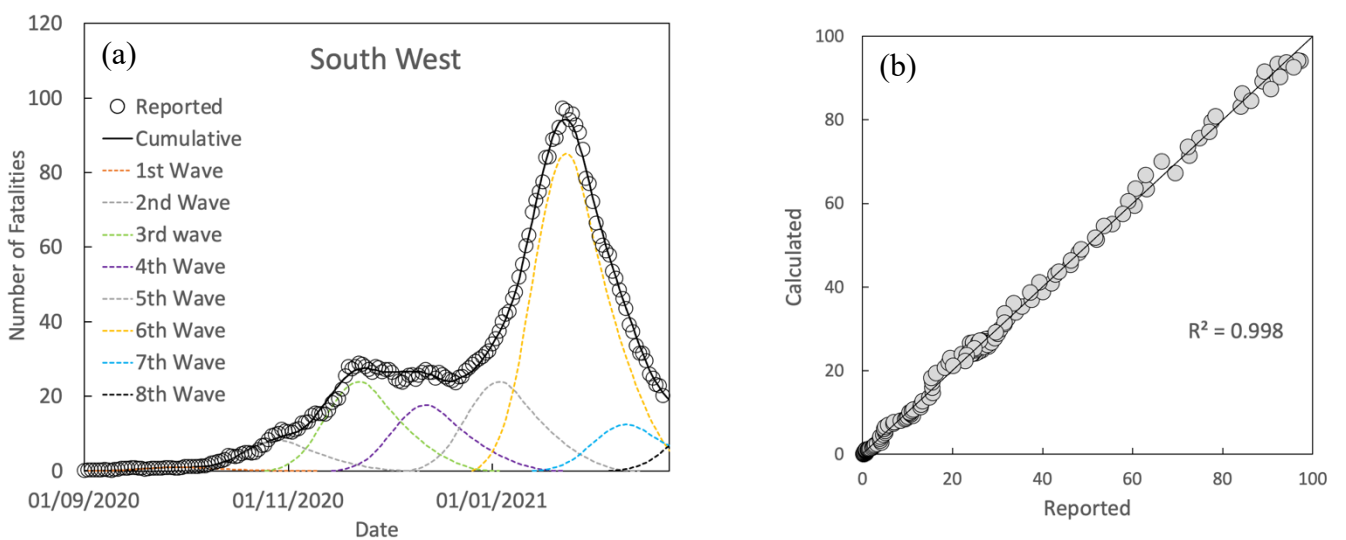 (a)
South West
Number of Fatalities
120
100
80
60
40
20
0
Reported
Cumulative
1st Wave
2nd Wave
3rd wave
4th Wave
5th Wave
6th Wave
7th Wave
8th Wave
01/09/2020 01/11/2020 01/01/2021
Date
(b)
Calculated
100
80
60
40
20
0
R² = 0.998
0 20 40 60 80 100
Reported